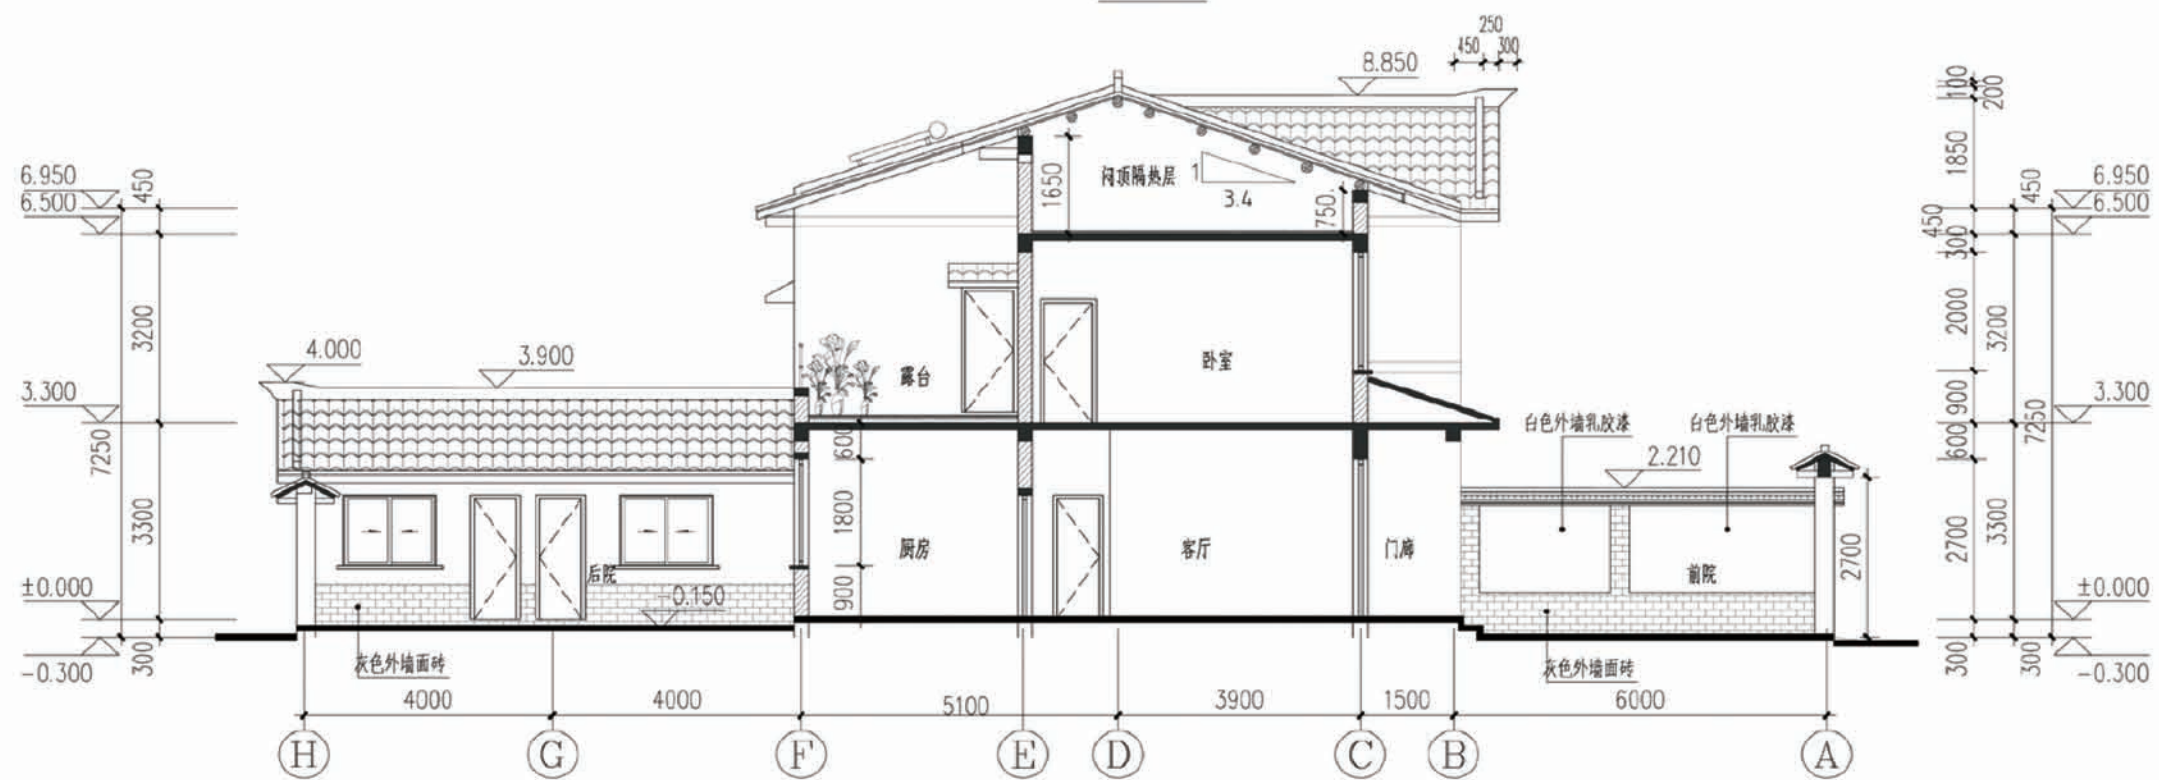 250
450 300
8.850
100
200
1850
6.950
450
6.500
闷顶隔热层
1
3.4
1650
750
450
6.950
6.500
450
300
3200
2000
3200
4.000
3.900
露台
卧室
3.300
900
3.300
7250
白色外墙乳胶漆
白色外墙乳胶漆
7250
600
600
2.210
3300
1800
厨房
客厅
门廊
前院
2700
2700
3300
后院
±0.000
-0.150
900
±0.000
300
-0.300
灰色外墙面砖
灰色外墙面砖
300
300
-0.300
4000
4000
5100
3900
1500
6000
H
G
F
E
D
C
B
A